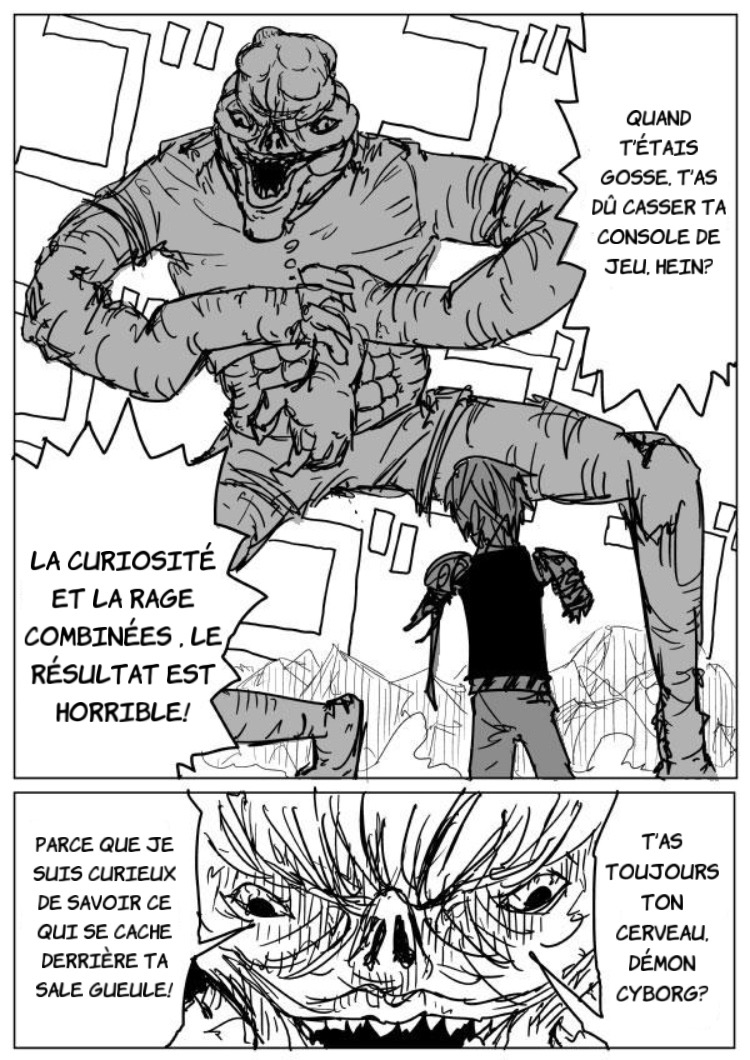 QUAND
T'ÉTAIS
GOSSE, T'AS
DÛ CASSER TA
CONSOLE DE
JEU, HEIN?
LA CURIOSITÉ
ET LA RAGE
COMBINÉES , LE
RÉSULTAT EST
HORRIBLE!
T'AS
TOUJOURS
TON
CERVEAU,
DÉMON
CYBORG?
PARCE QUE JE
SUIS CURIEUX
DE SAVOIR CE
QUI SE CACHE
DERRIÈRE TA
SALE GUEULE!